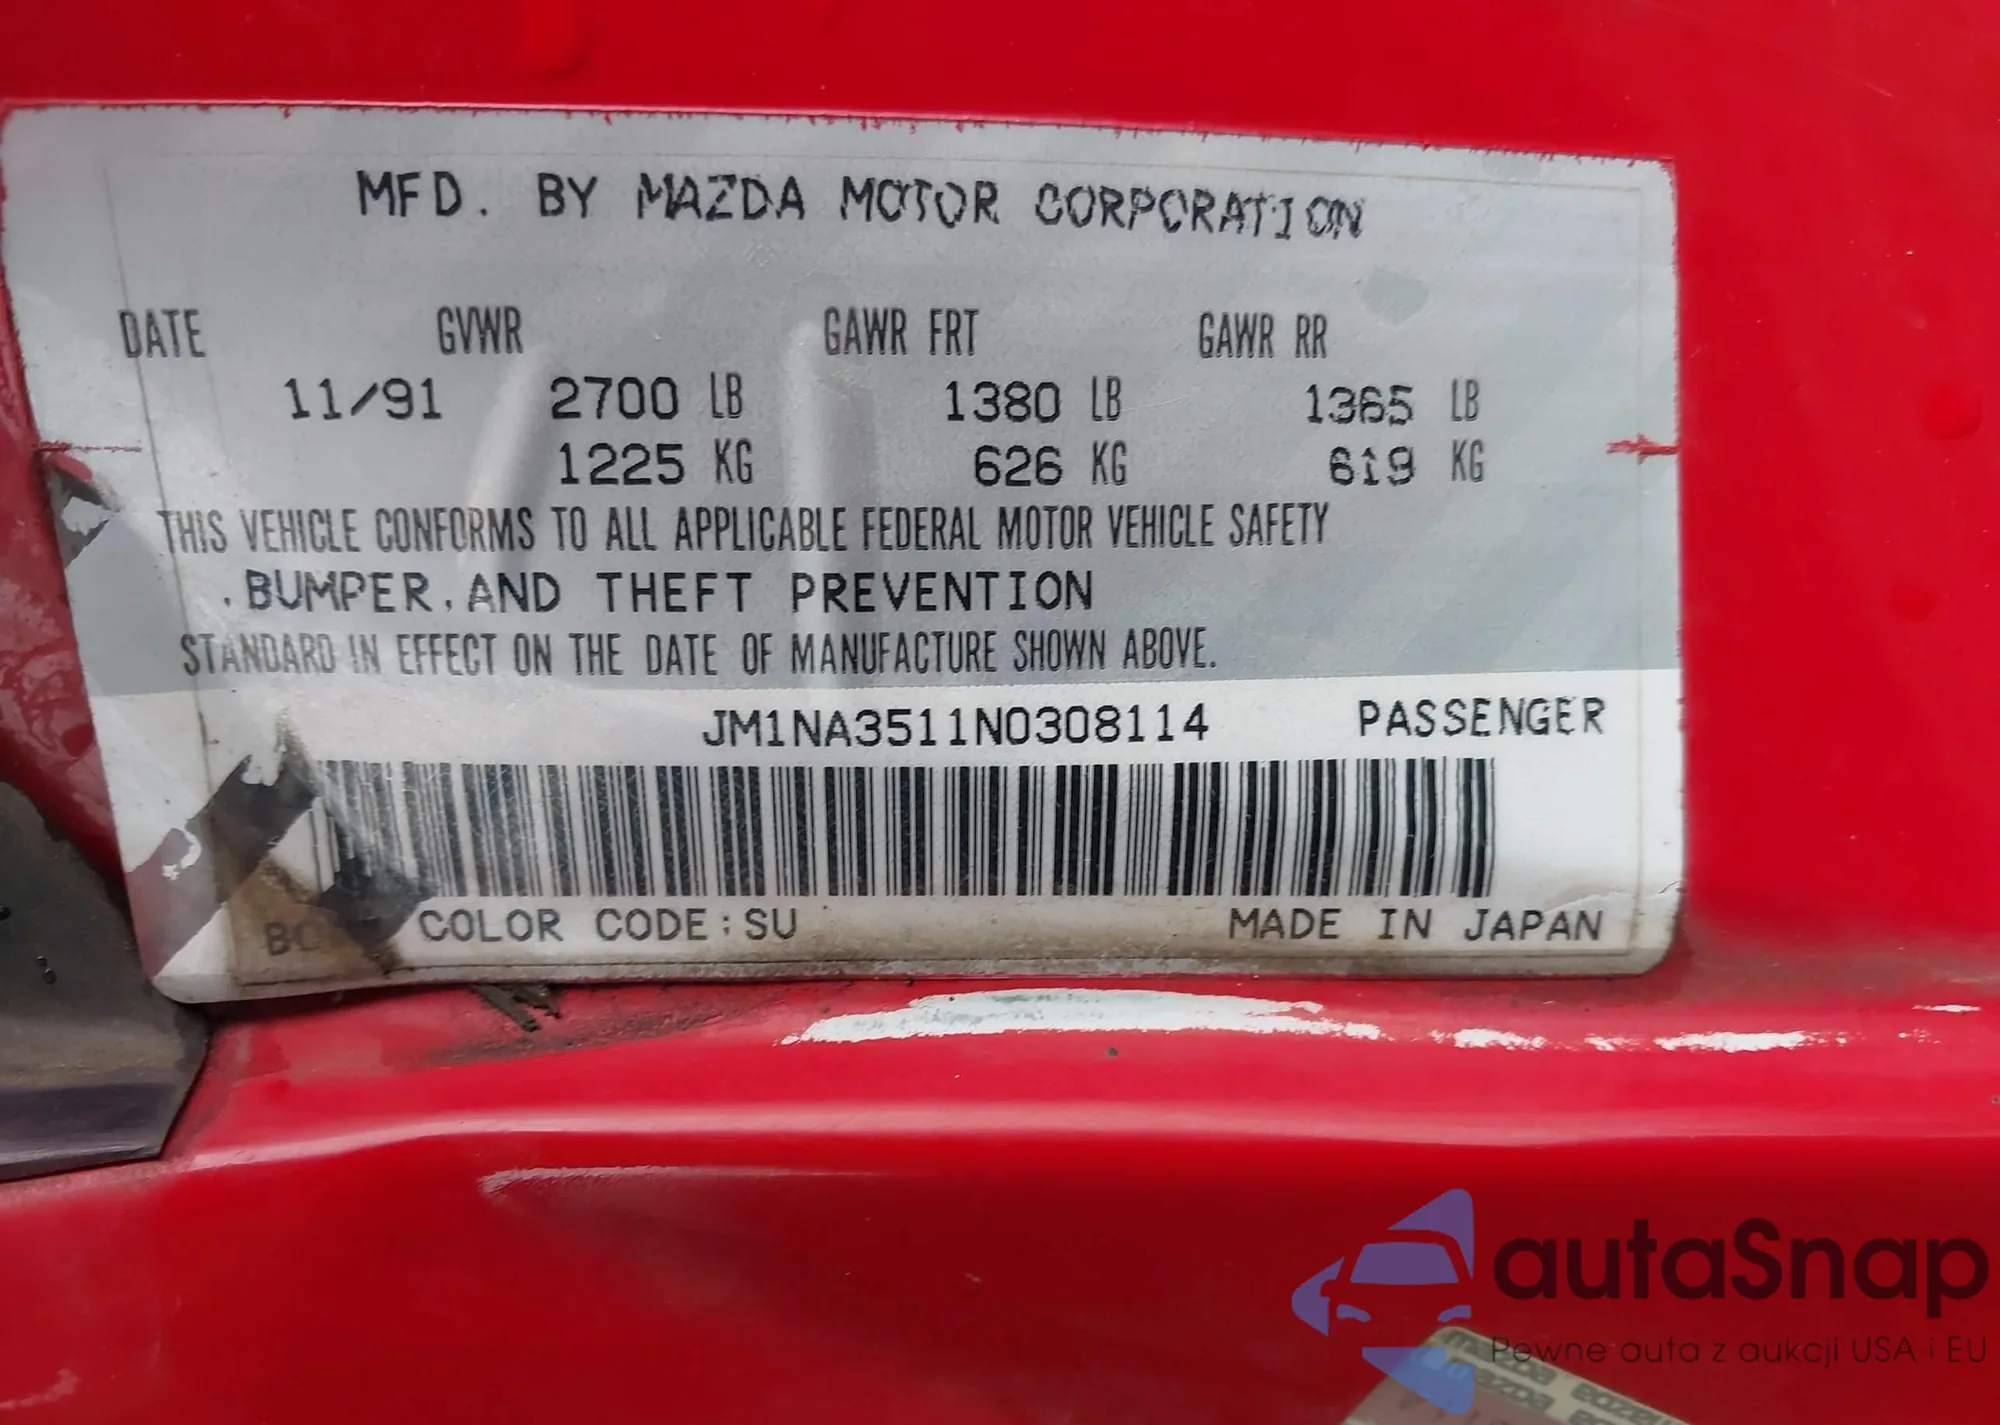 MFD. BY MAZDA MOTOR CORPORATION
DATE GVWR GAWR FRT GAWR RR
11/91 2700 LB 1380 LB 1365 LB
1225 KG 626 KG 619 KG
THIS VEHICLE CONFORMS TO ALL APPLICABLE FEDERAL MOTOR VEHICLE SAFETY
, BUMPER, AND THEFT PREVENTION
STANDARD IN EFFECT ON THE DATE OF MANUFACTURE SHOWN ABOVE.
JM1NA3511N0308114 PASSENGER
COLOR CODE:SU MADE IN JAPAN
autaSnap
Pewne auta z aukcji USA i EU